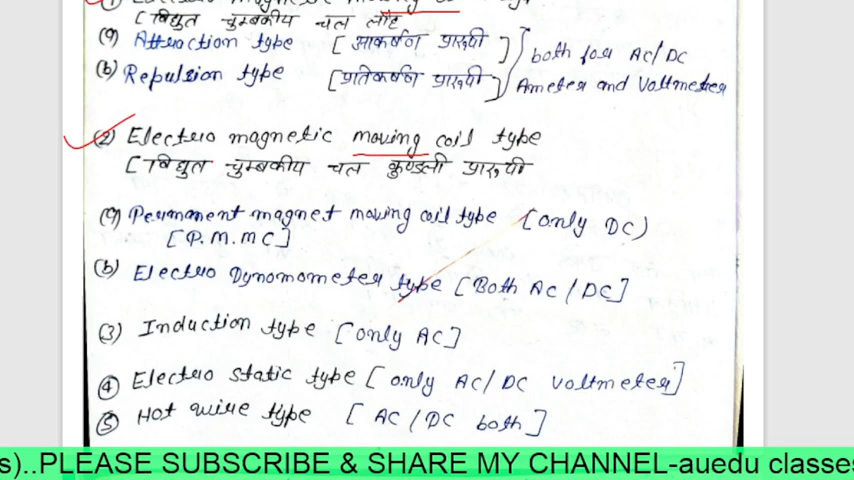 [विद्युत चुम्बकीय चल लौह
(a) Attraction type [आकर्षण प्रारूपी] both for AC/DC
(b) Repulsion type [प्रतिकर्षण प्रारूपी] Ameter and Voltmeter
(2) Electro magnetic moving coil type
[विद्युत चुम्बकीय चल कुण्डली प्रारूपी
(a) Permanent magnet moving coil type [only DC)
[P.M.MC]
(b) Electro Dynomometer type [Both AC/DC]
(3) Induction type [only AC]
④ Electro static type [only AC/DC voltmeter]
⑤ Hot wire type [AC/DC both]
s)..PLEASE SUBSCRIBE & SHARE MY CHANNEL-auedu classes